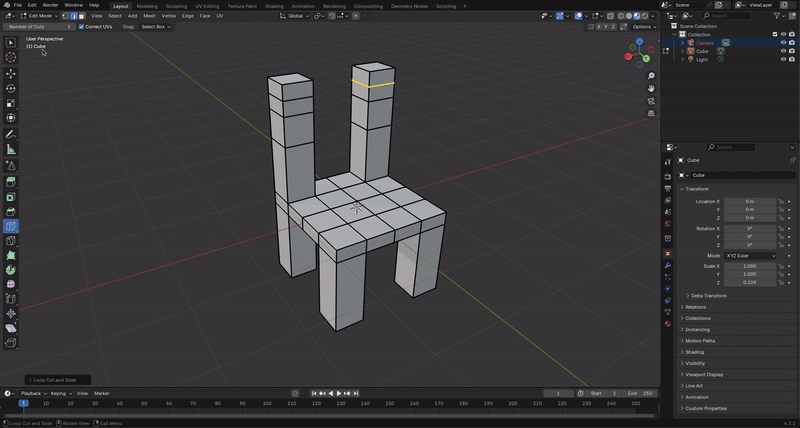 File Edit Render Window Help Layout Modeling Sculpting UV Editing Texture Paint Shading Animation Rendering Scene ViewLayer
Edit Mode View Select Add Mesh Vertex Edge Face UV Global
Number of Cuts 1 Correct UVs Drag: Select Box X Y Z Options
User Perspective
(1) Cube
Scene Collection
Collection
Camera
Cube
Light
Search
Cube
Cube
Transform
Location X 0 m
Y 0 m
Z 0 m
Rotation X 0°
Y 0°
Z 0°
Mode XYZ Euler
Scale X 1.000
Y 1.000
Z 0.109
Delta Transform
Relations
Collections
Instancing
Motion Paths
Shading
Visibility
Viewport Display
Line Art
Animation
Custom Properties
Loop Cut and Slide
Playback Keying View Marker 1 Start 1 End 250
1 10 20 30 40 50 60 70 80 90 100 110 120 130 140 150 160 170 180 190 200 210 220 230 240 250
Loop Cut and Slide Rotate View Call Menu 4.3.2